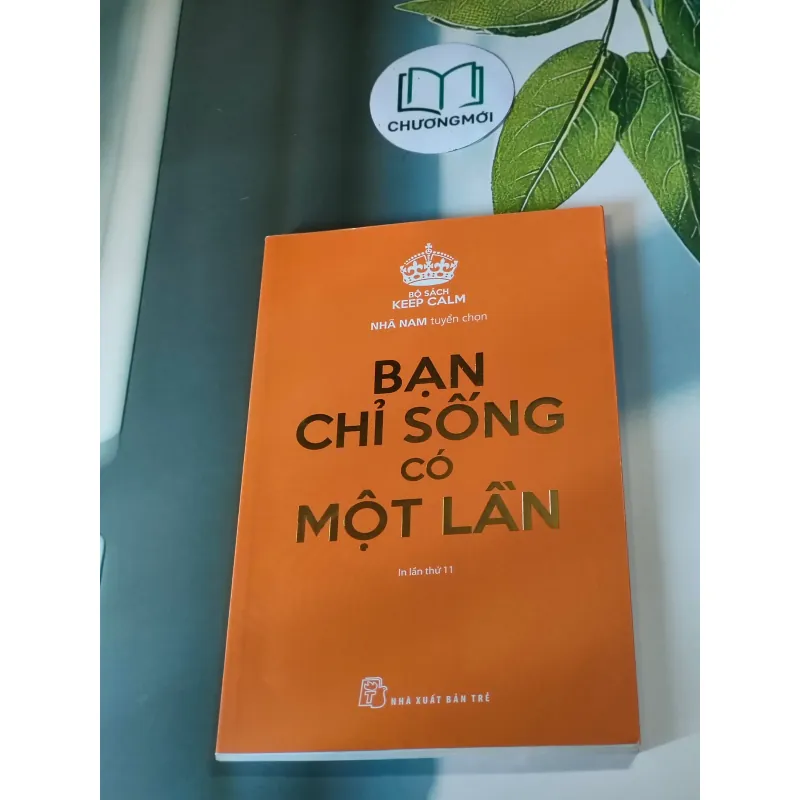 CHƯƠNGMỚI
BỘ SÁCH
KEEP CALM
NHÃ NAM tuyển chọn
BẠN
CHỈ SỐNG
CÓ
MỘT LẦN
In lần thứ 11
NHÀ XUẤT BẢN TRẺ